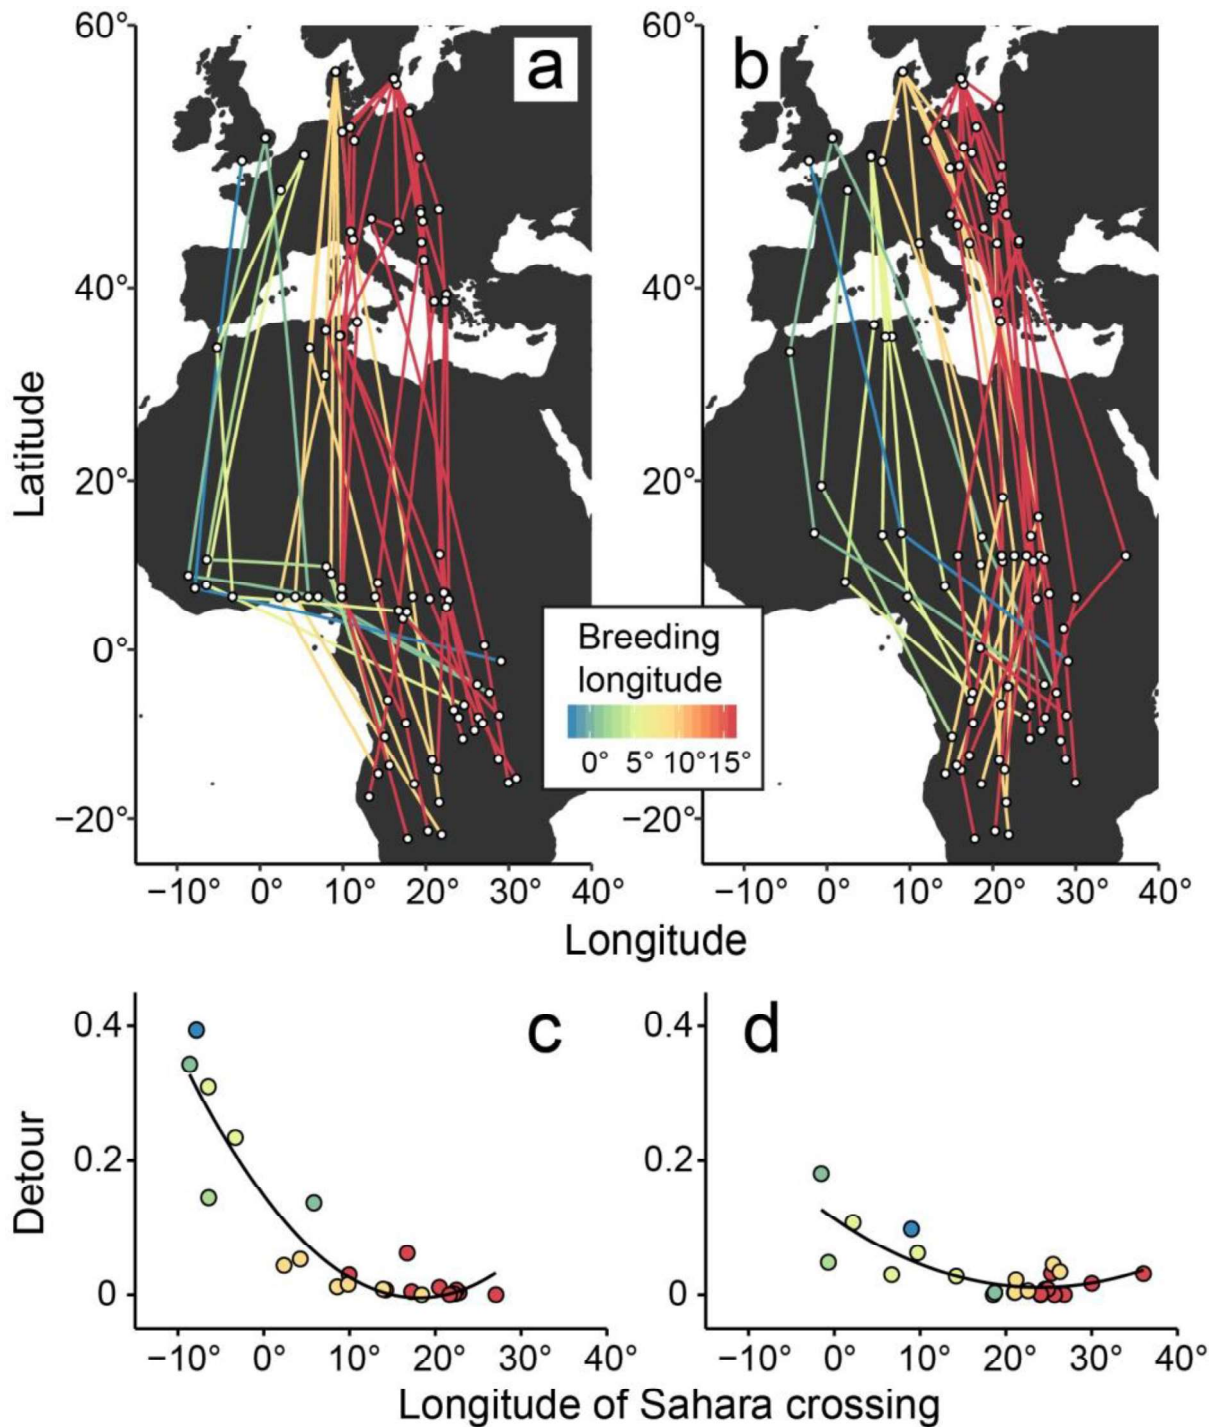 60°
40°
20°
0°
−20°
Latitude
a
−10° 0° 10° 20° 30° 40°
60°
40°
20°
0°
−20°
b
−10° 0° 10° 20° 30° 40°
Breeding
longitude
0° 5° 10° 15°
Longitude
0.4
0.2
0
Detour
c
−10° 0° 10° 20° 30° 40°
0.4
0.2
0
d
−10° 0° 10° 20° 30° 40°
Longitude of Sahara crossing